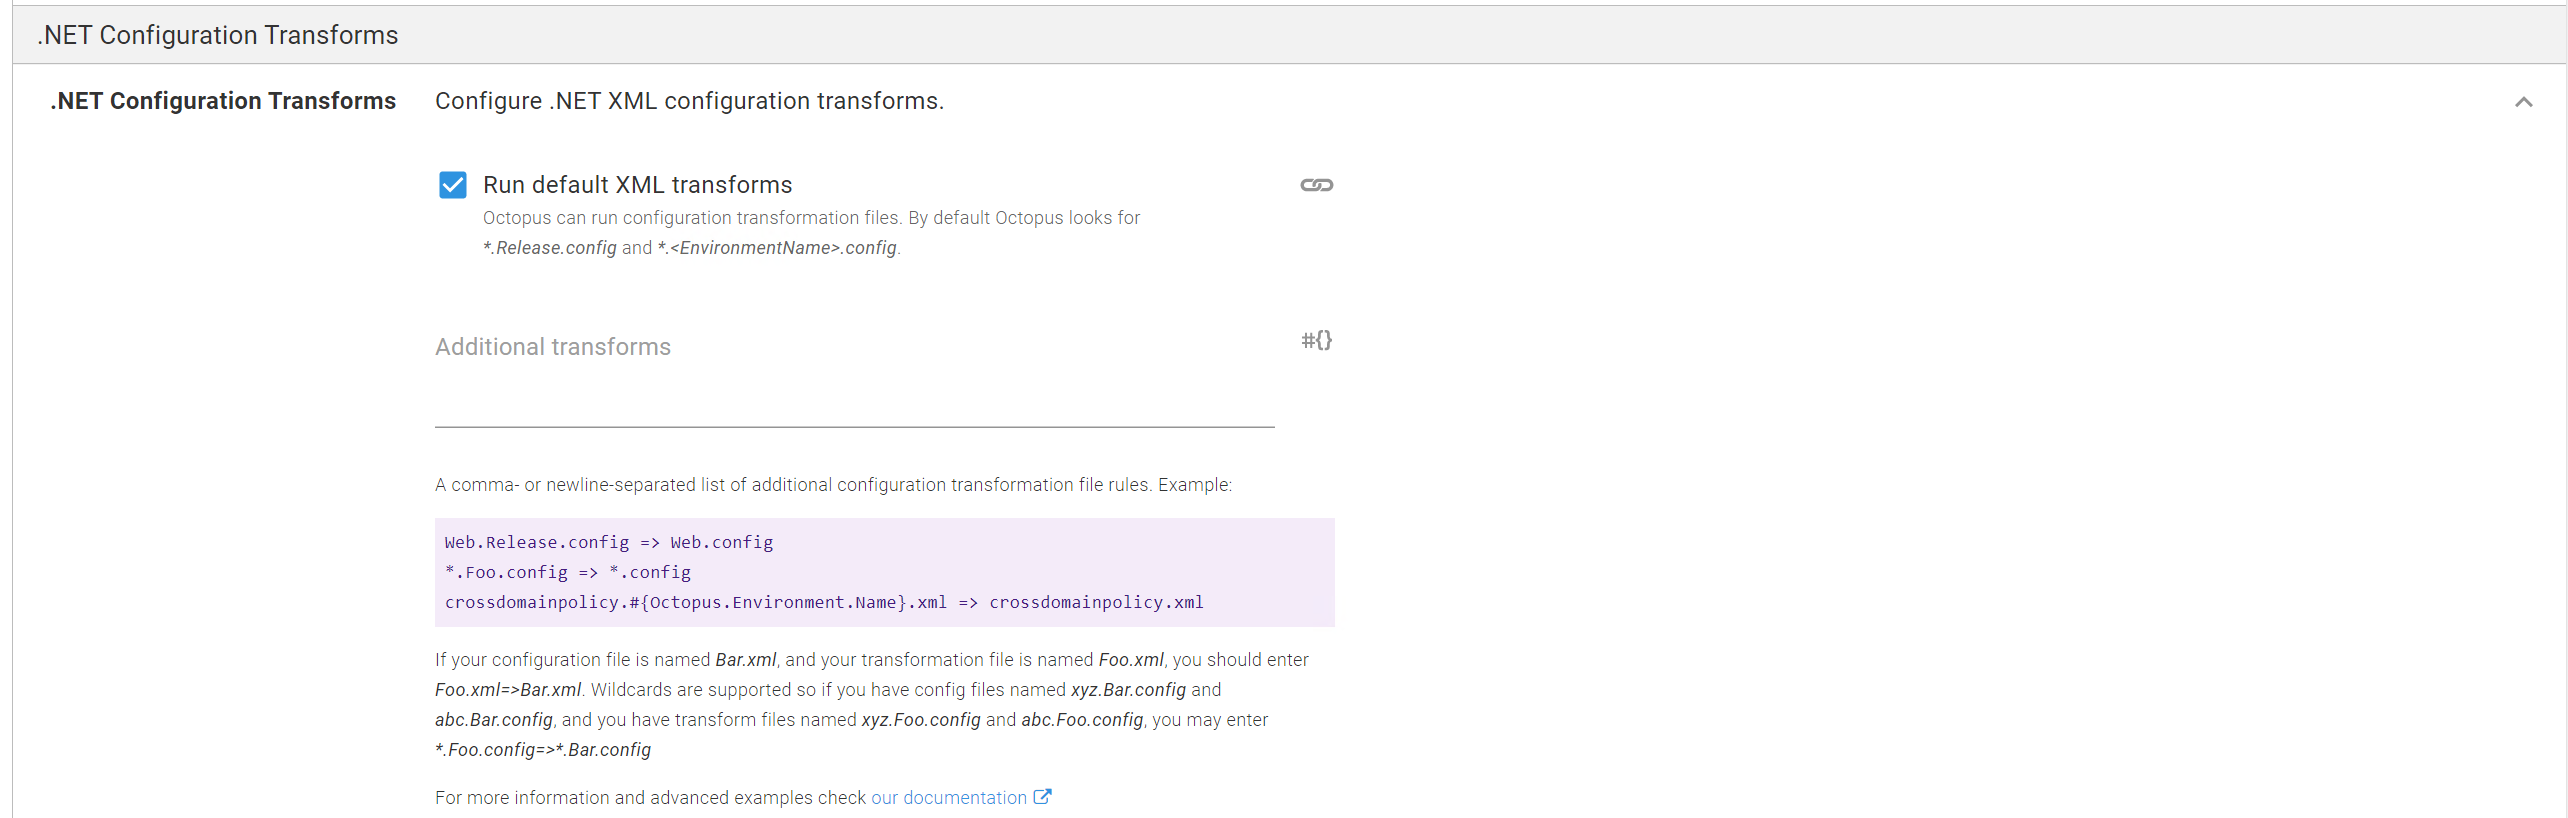 .NET Configuration Transforms
.NET Configuration Transforms Configure .NET XML configuration transforms.
Run default XML transforms
Octopus can run configuration transformation files. By default Octopus looks for
*.Release.config and *.<EnvironmentName>.config.
Additional transforms #{}
A comma- or newline-separated list of additional configuration transformation file rules. Example:
Web.Release.config => Web.config
*.Foo.config => *.config
crossdomainpolicy.#{Octopus.Environment.Name}.xml => crossdomainpolicy.xml
If your configuration file is named Bar.xml, and your transformation file is named Foo.xml, you should enter
Foo.xml=>Bar.xml. Wildcards are supported so if you have config files named xyz.Bar.config and
abc.Bar.config, and you have transform files named xyz.Foo.config and abc.Foo.config, you may enter
*.Foo.config=>*.Bar.config
For more information and advanced examples check our documentation